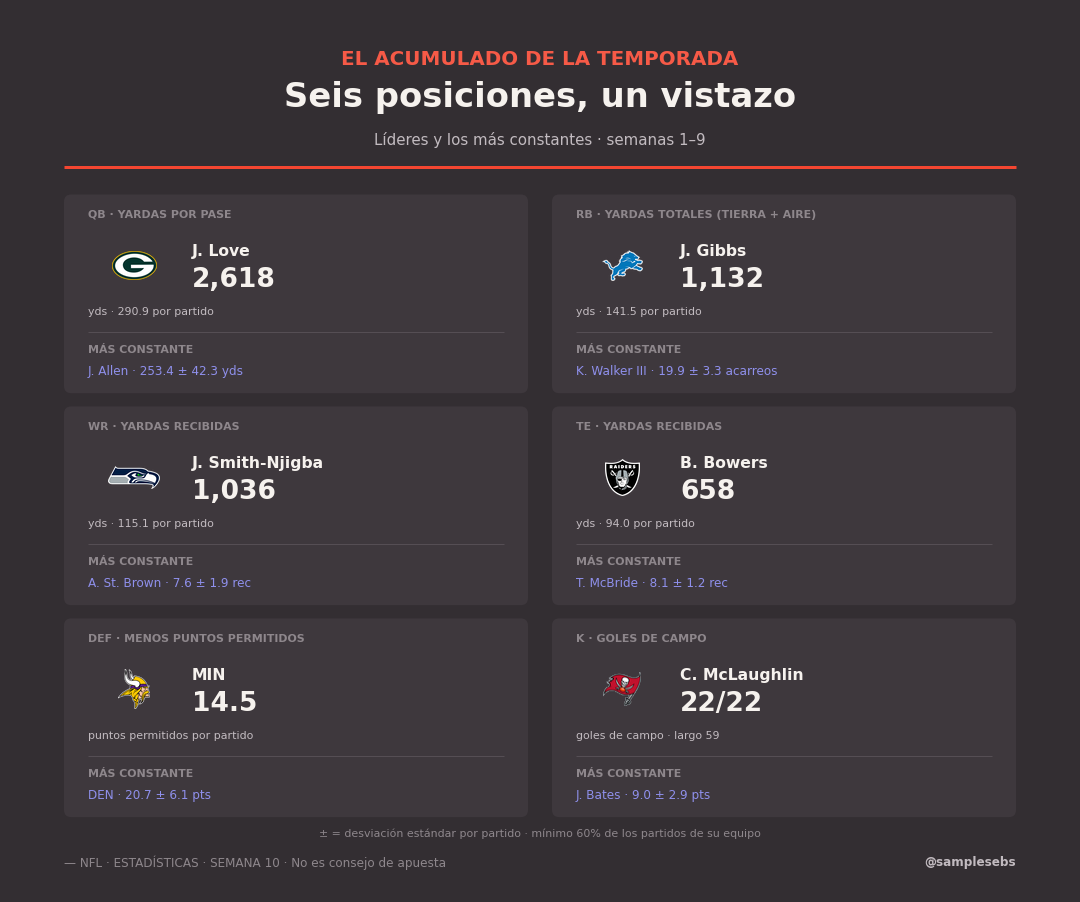 EL ACUMULADO DE LA TEMPORADA
Seis posiciones, un vistazo
Líderes y los más constantes · semanas 1–9
QB · YARDAS POR PASE
J. Love
2,618
yds · 290.9 por partido
MÁS CONSTANTE
J. Allen · 253.4 ± 42.3 yds
RB · YARDAS TOTALES (TIERRA + AIRE)
J. Gibbs
1,132
yds · 141.5 por partido
MÁS CONSTANTE
K. Walker III · 19.9 ± 3.3 acarreos
WR · YARDAS RECIBIDAS
J. Smith-Njigba
1,036
yds · 115.1 por partido
MÁS CONSTANTE
A. St. Brown · 7.6 ± 1.9 rec
TE · YARDAS RECIBIDAS
RAIDERS
B. Bowers
658
yds · 94.0 por partido
MÁS CONSTANTE
T. McBride · 8.1 ± 1.2 rec
DEF · MENOS PUNTOS PERMITIDOS
MIN
14.5
puntos permitidos por partido
MÁS CONSTANTE
DEN · 20.7 ± 6.1 pts
K · GOLES DE CAMPO
C. McLaughlin
22/22
goles de campo · largo 59
MÁS CONSTANTE
J. Bates · 9.0 ± 2.9 pts
± = desviación estándar por partido · mínimo 60% de los partidos de su equipo
— NFL · ESTADÍSTICAS · SEMANA 10 · No es consejo de apuesta
@samplesebs